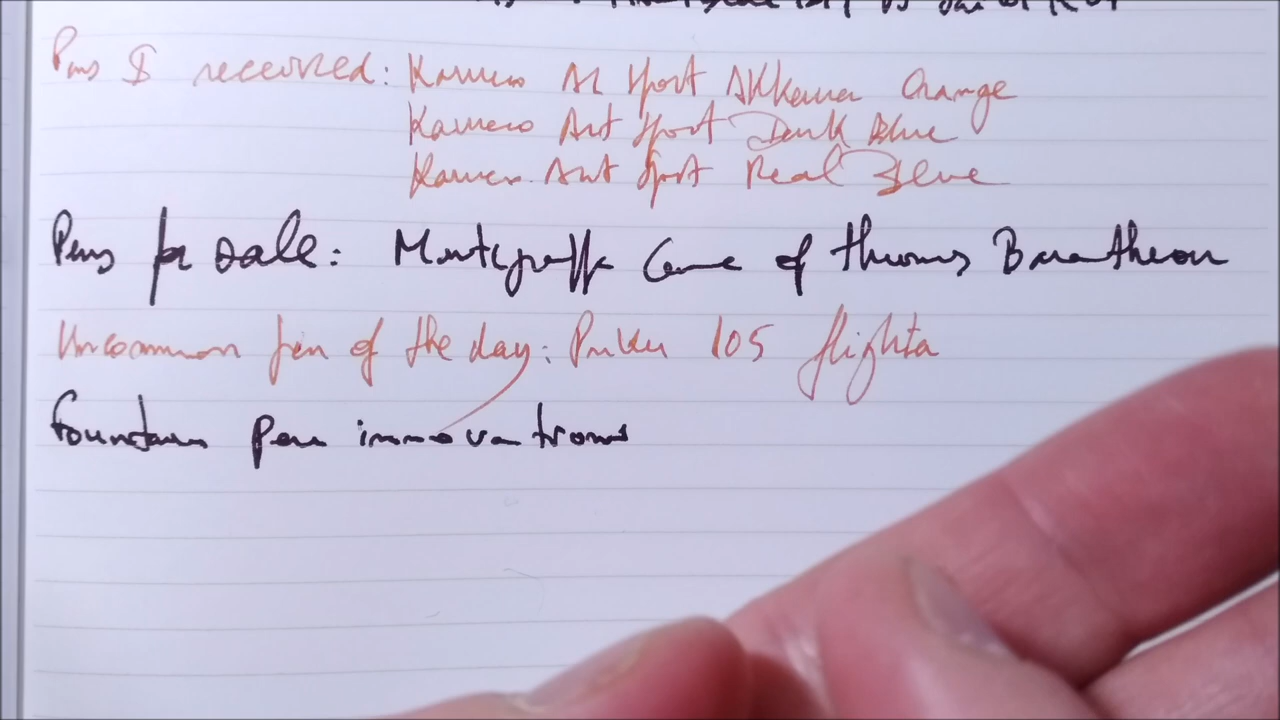 Pens I received: Kaweco AL Sport Orange
Kaweco Art Sport Dark Blue
Kaweco Art Sport Real Blue
Pens for sale: Montegrappa Game of thrones Baratheon
Uncommon pen of the day: Parker 105 flighta
Fountain pen innovations